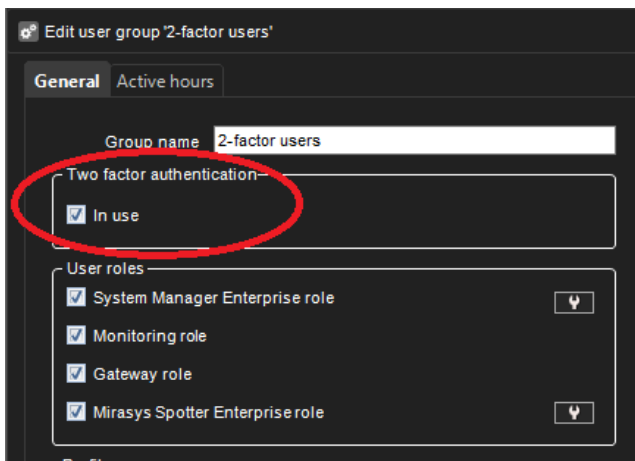 Edit user group '2-factor users'
General Active hours
Group name 2-factor users
Two factor authentication
In use
User roles
System Manager Enterprise role
Monitoring role
Gateway role
Mirasys Spotter Enterprise role